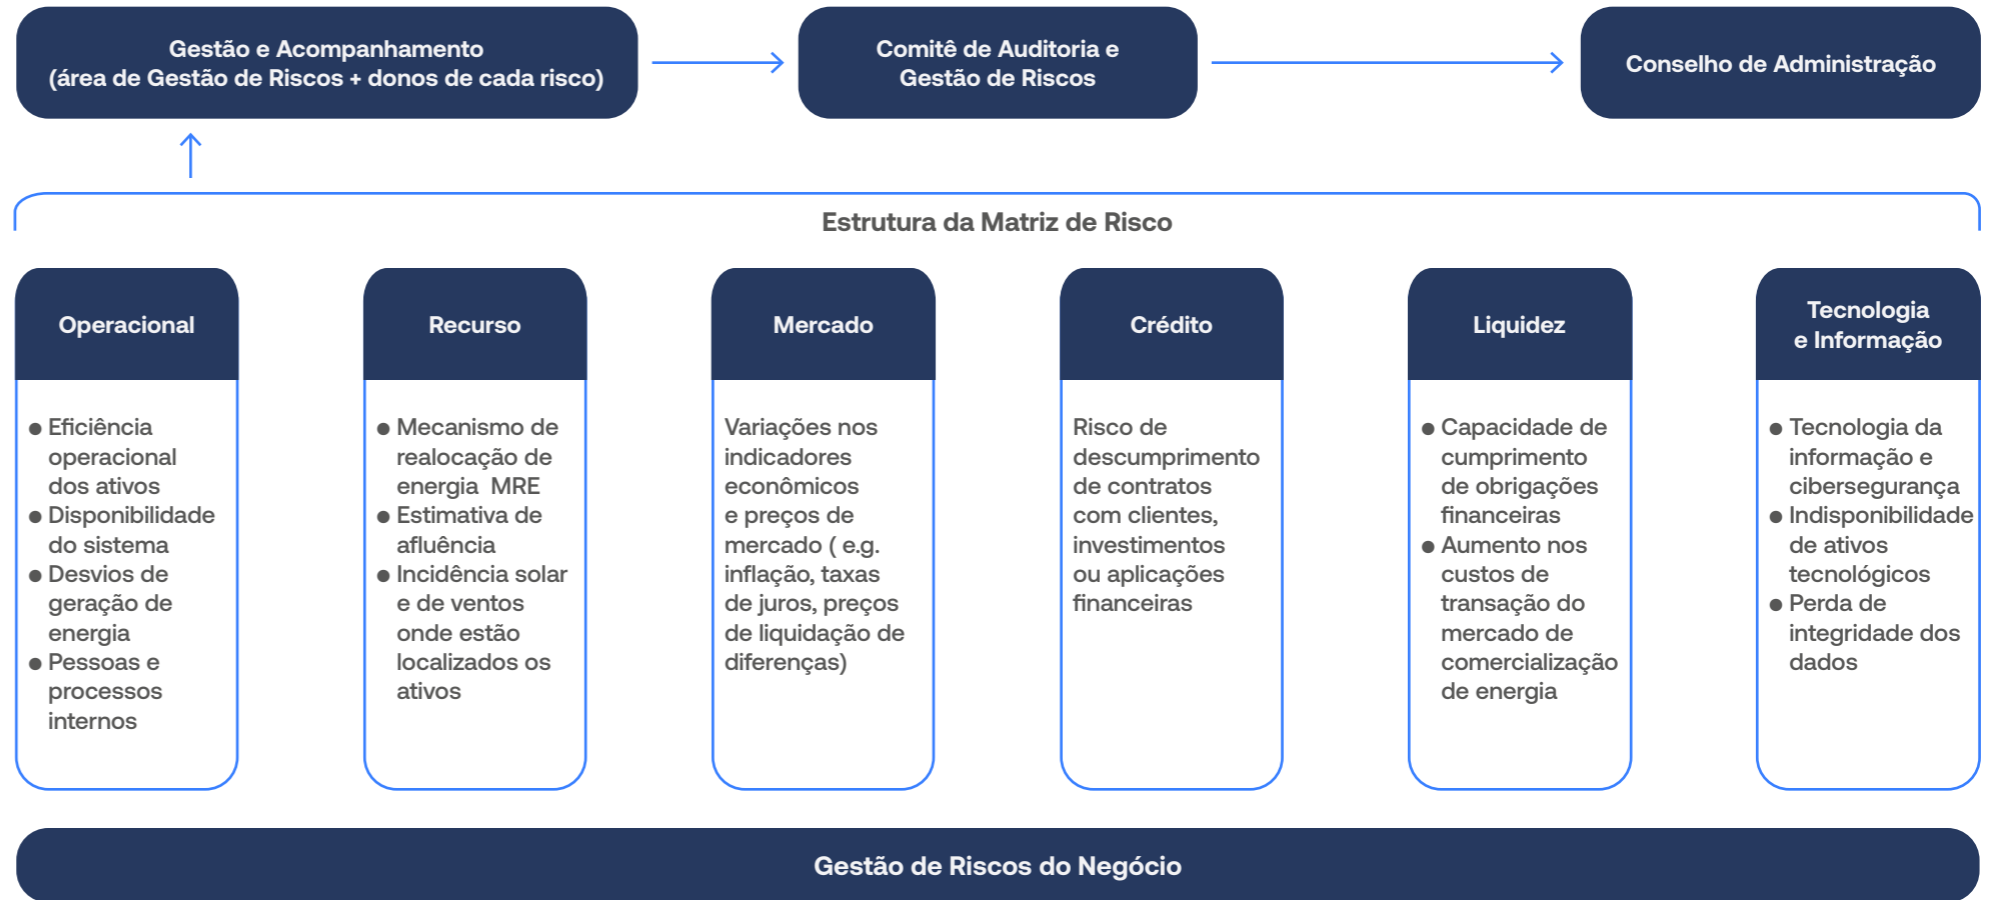 Gestão e Acompanhamento
(área de Gestão de Riscos + donos de cada risco)
Comitê de Auditoria e
Gestão de Riscos
Conselho de Administração
Estrutura da Matriz de Risco
Operacional
● Eficiência
operacional
dos ativos
● Disponibilidade
do sistema
● Desvios de
geração de
energia
● Pessoas e
processos
internos
Recurso
● Mecanismo de
realocação de
energia  MRE
● Estimativa de
afluência
● Incidência solar
e de ventos
onde estão
localizados os
ativos
Mercado
Variações nos
indicadores
econômicos
e preços de
mercado ( e.g.
inflação, taxas
de juros, preços
de liquidação de
diferenças)
Crédito
Risco de
descumprimento
de contratos
com clientes,
investimentos
ou aplicações
financeiras
Liquidez
● Capacidade de
cumprimento
de obrigações
financeiras
● Aumento nos
custos de
transação do
mercado de
comercialização
de energia
Tecnologia
e Informação
● Tecnologia da
informação e
cibersegurança
● Indisponibilidade
de ativos
tecnológicos
● Perda de
integridade dos
dados
Gestão de Riscos do Negócio